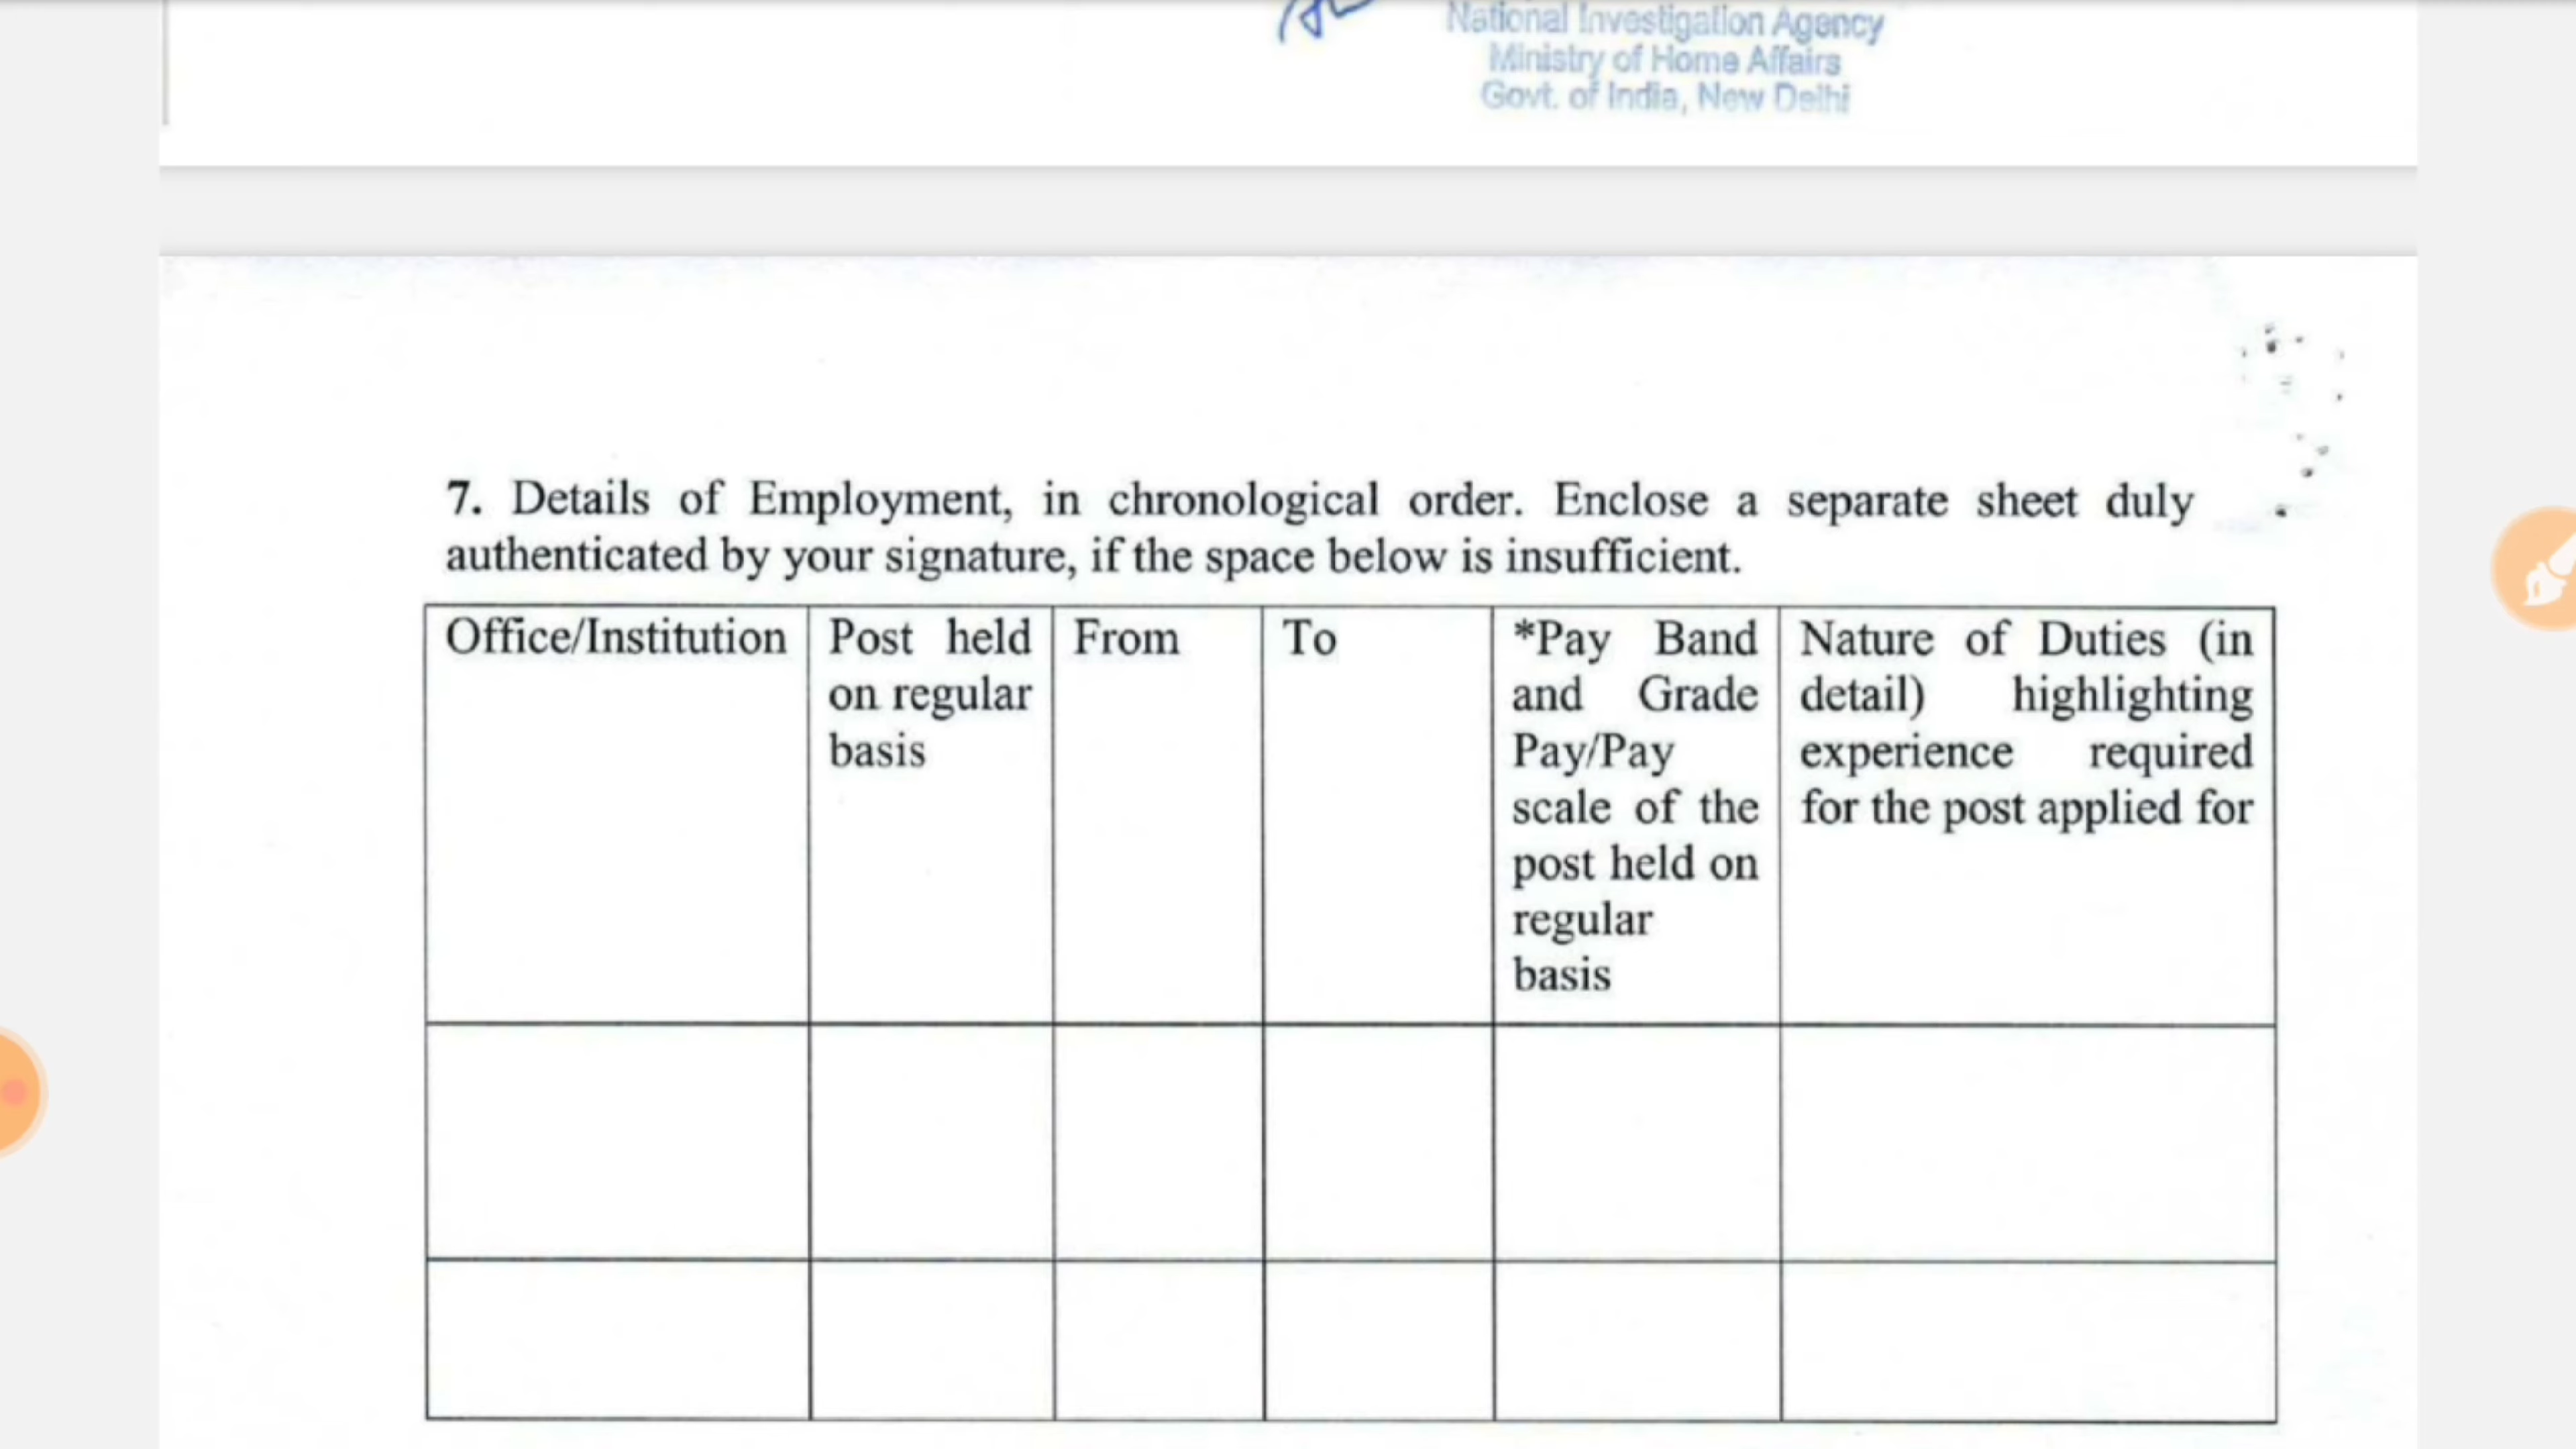 National Investigation Agency
Ministry of Home Affairs
Govt. of India, New Delhi
7. Details of Employment, in chronological order. Enclose a separate sheet duly
authenticated by your signature, if the space below is insufficient.
Office/Institution
Post held
on regular
basis
From
To
*Pay Band
and Grade
Pay/Pay
scale of the
post held on
regular
basis
Nature of Duties (in
detail) highlighting
experience required
for the post applied for